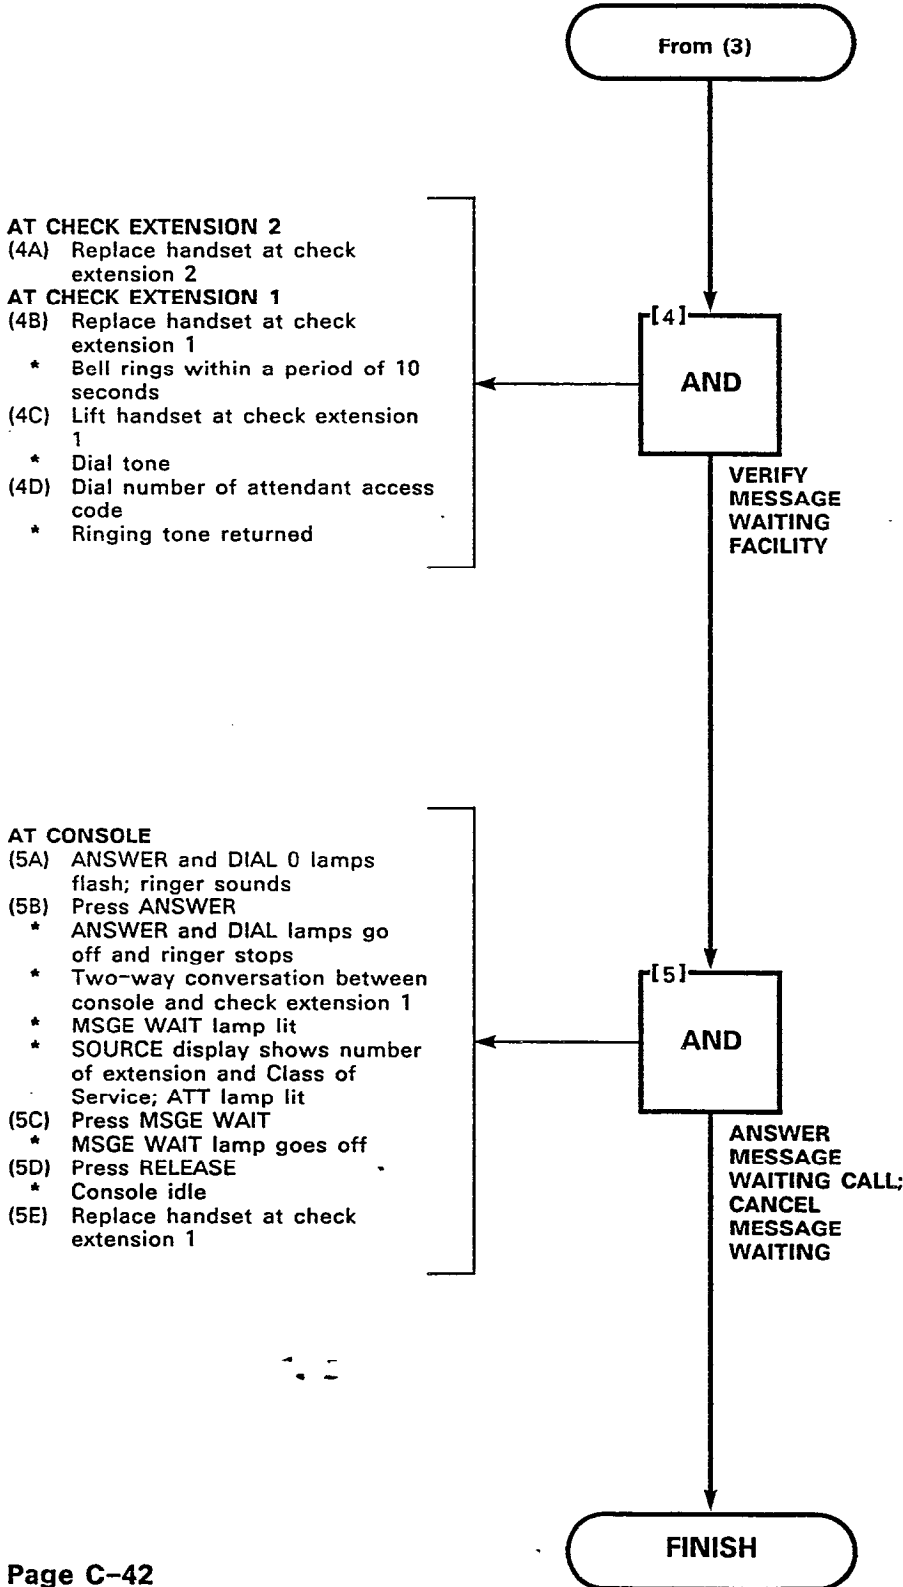 From (3)
AT CHECK EXTENSION 2
(4A) Replace handset at check
extension 2
AT CHECK EXTENSION 1
(4B) Replace handset at check
extension 1
* Bell rings within a period of 10
seconds
(4C) Lift handset at check extension
1
* Dial tone
(4D) Dial number of attendant access
code
* Ringing tone returned
[4]
AND
VERIFY
MESSAGE
WAITING
FACILITY
AT CONSOLE
(5A) ANSWER and DIAL 0 lamps
flash; ringer sounds
(5B) Press ANSWER
* ANSWER and DIAL lamps go
off and ringer stops
* Two-way conversation between
console and check extension 1
* MSGE WAIT lamp lit
* SOURCE display shows number
of extension and Class of
Service; ATT lamp lit
(5C) Press MSGE WAIT
* MSGE WAIT lamp goes off
(5D) Press RELEASE
* Console idle
(5E) Replace handset at check
extension 1
[5]
AND
ANSWER
MESSAGE
WAITING CALL;
CANCEL
MESSAGE
WAITING
FINISH
Page C-42